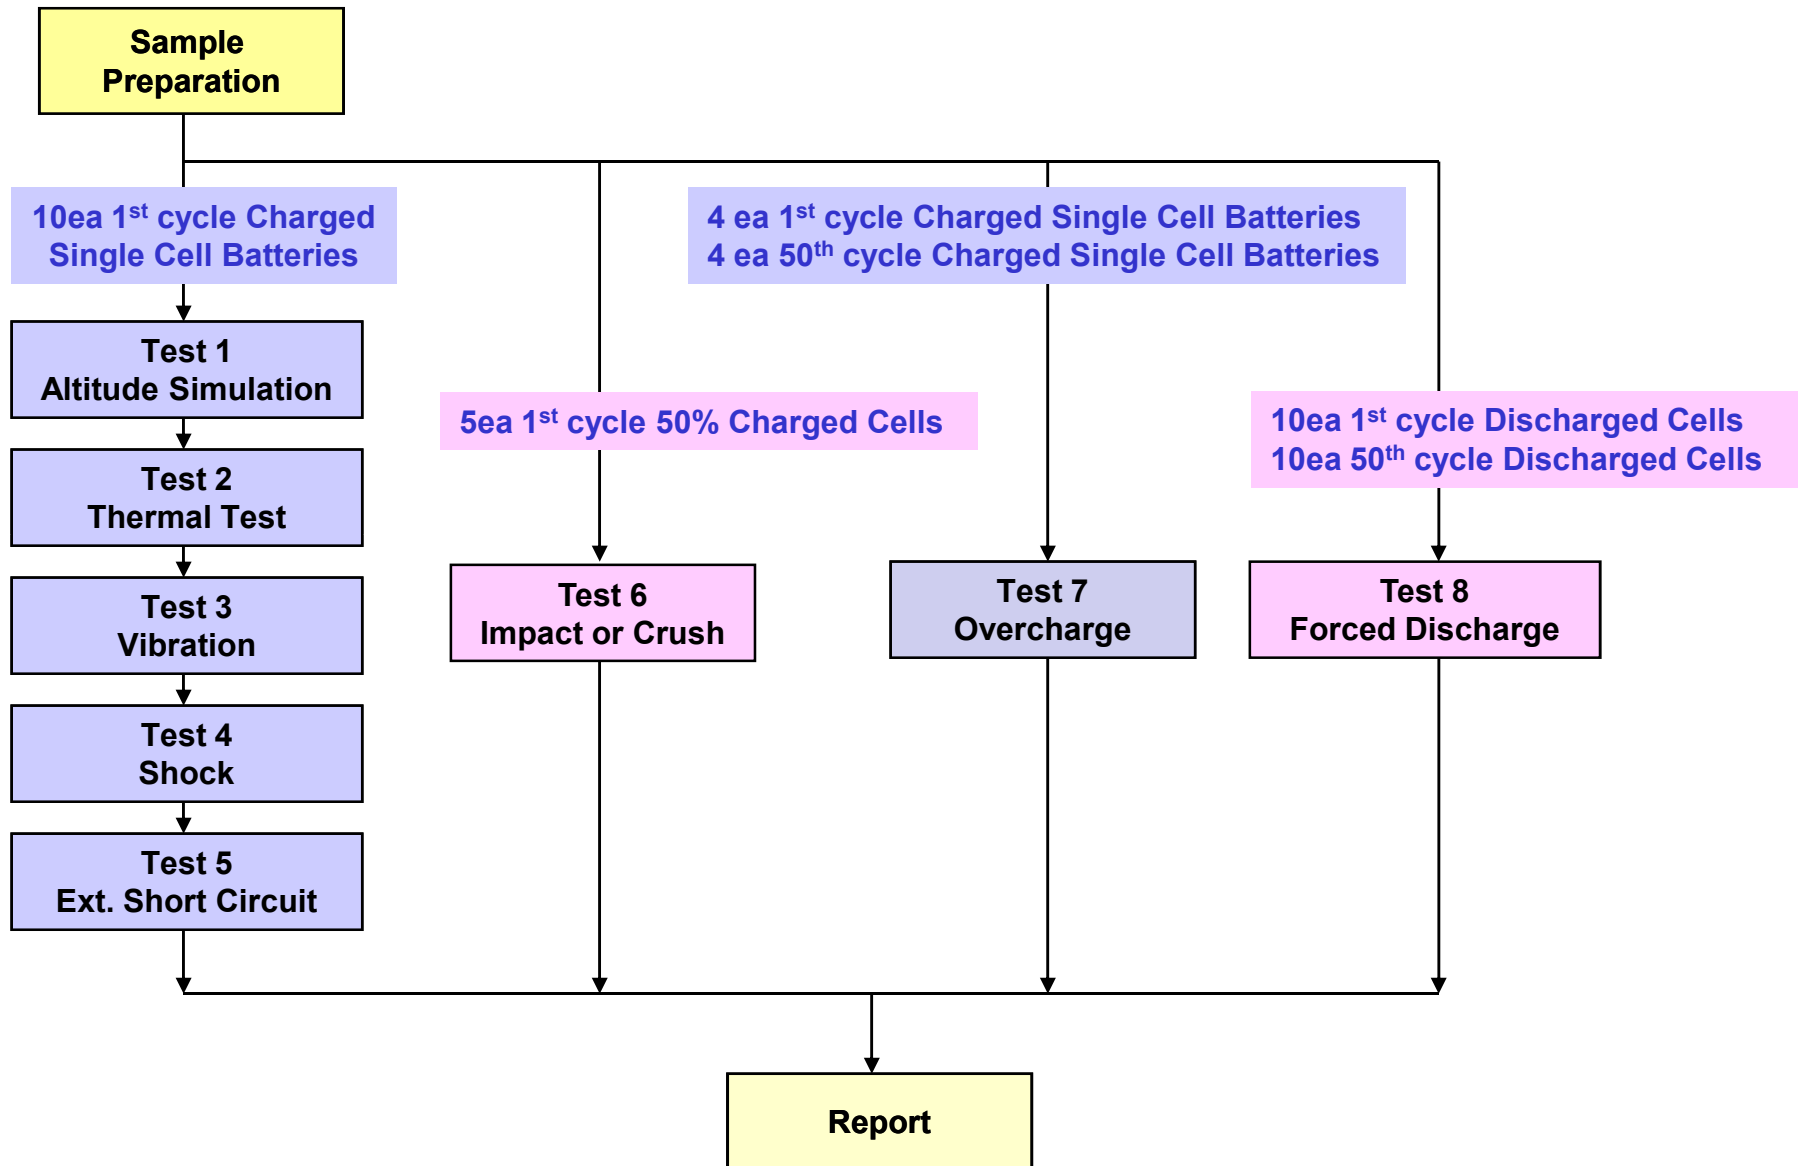 Sample
Preparation
10ea 1st cycle Charged
Single Cell Batteries
4 ea 1st cycle Charged Single Cell Batteries
4 ea 50th cycle Charged Single Cell Batteries
Test 1
Altitude Simulation
5ea 1st cycle 50% Charged Cells
10ea 1st cycle Discharged Cells
10ea 50th cycle Discharged Cells
Test 2
Thermal Test
Test 3
Vibration
Test 6
Impact or Crush
Test 7
Overcharge
Test 8
Forced Discharge
Test 4
Shock
Test 5
Ext. Short Circuit
Report